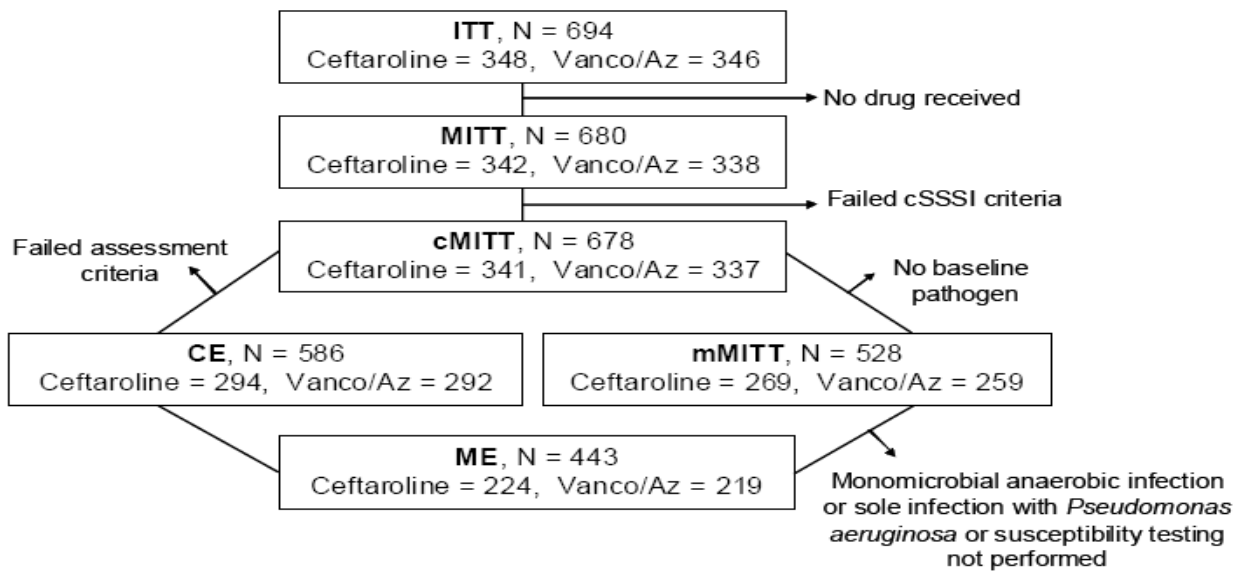 ITT, N = 694
Ceftaroline = 348, Vanco/Az = 346
No drug received
MITT, N = 680
Ceftaroline = 342, Vanco/Az = 338
Failed cSSSI criteria
cMITT, N = 678
Ceftaroline = 341, Vanco/Az = 337
Failed assessment
criteria
No baseline
pathogen
CE, N = 586
Ceftaroline = 294, Vanco/Az = 292
mMITT, N = 528
Ceftaroline = 269, Vanco/Az = 259
ME, N = 443
Ceftaroline = 224, Vanco/Az = 219
Monomicrobial anaerobic infection
or sole infection with Pseudomonas
aeruginosa or susceptibility testing
not performed